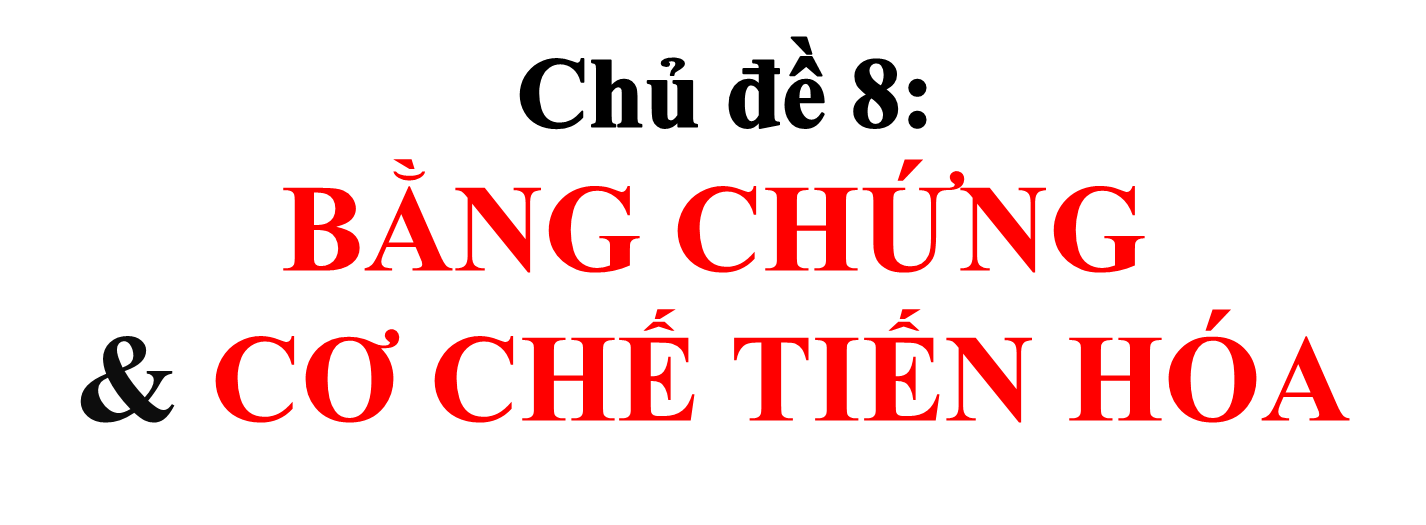 Chủ đề 8:
BẰNG CHỨNG
& CƠ CHẾ TIẾN HÓA